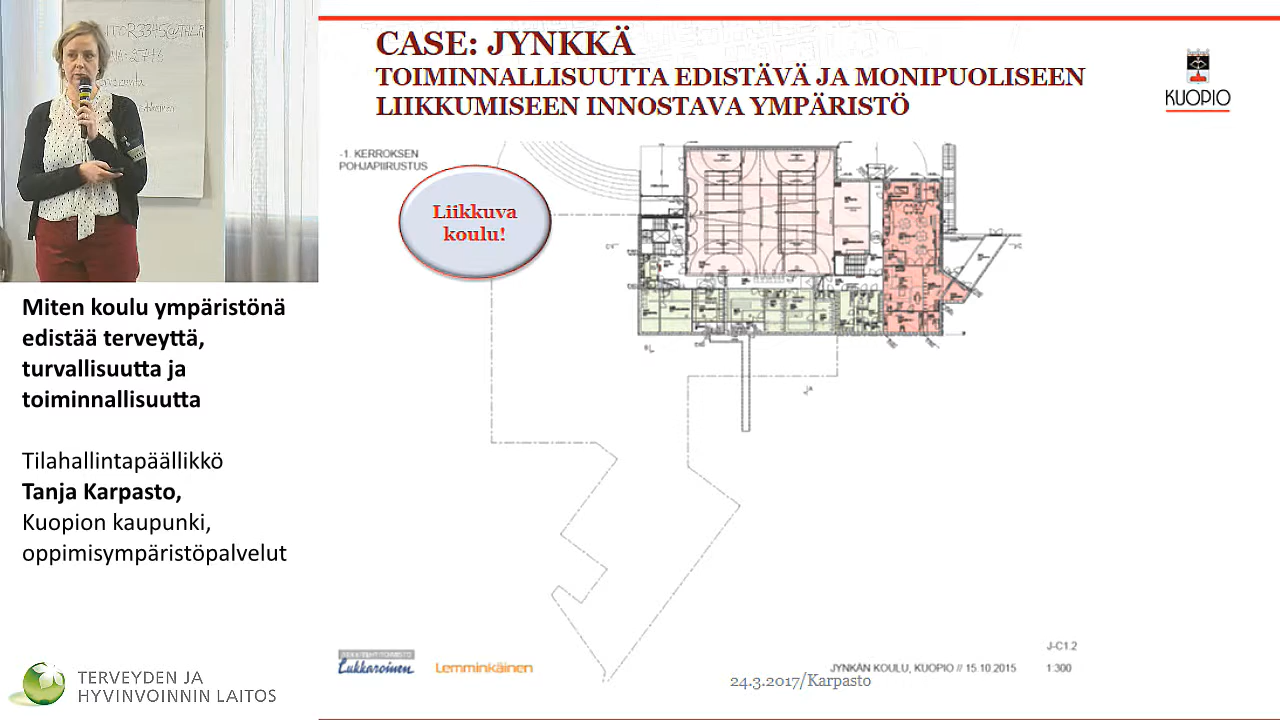 CASE: JYNKKÄ
TOIMINNALLISUUTTA EDISTÄVÄ JA MONIPUOLISEEN
LIIKKUMISEEN INNOSTAVA YMPÄRISTÖ
KUOPIO
-1. KERROKSEN
POHJAPIIRUSTUS
Liikkuva
koulu!
Miten koulu ympäristönä
edistää terveyttä,
turvallisuutta ja
toiminnallisuutta
Tilahallintapäällikkö
Tanja Karpasto,
Kuopion kaupunki,
oppimisympäristöpalvelut
TERVEYDEN JA
HYVINVOINNIN LAITOS
Lukkaroinen
Lemminkäinen
J-C1.2
JYNKÄN KOULU, KUOPIO // 15.10.2015
1:300
24.3.2017/Karpasto